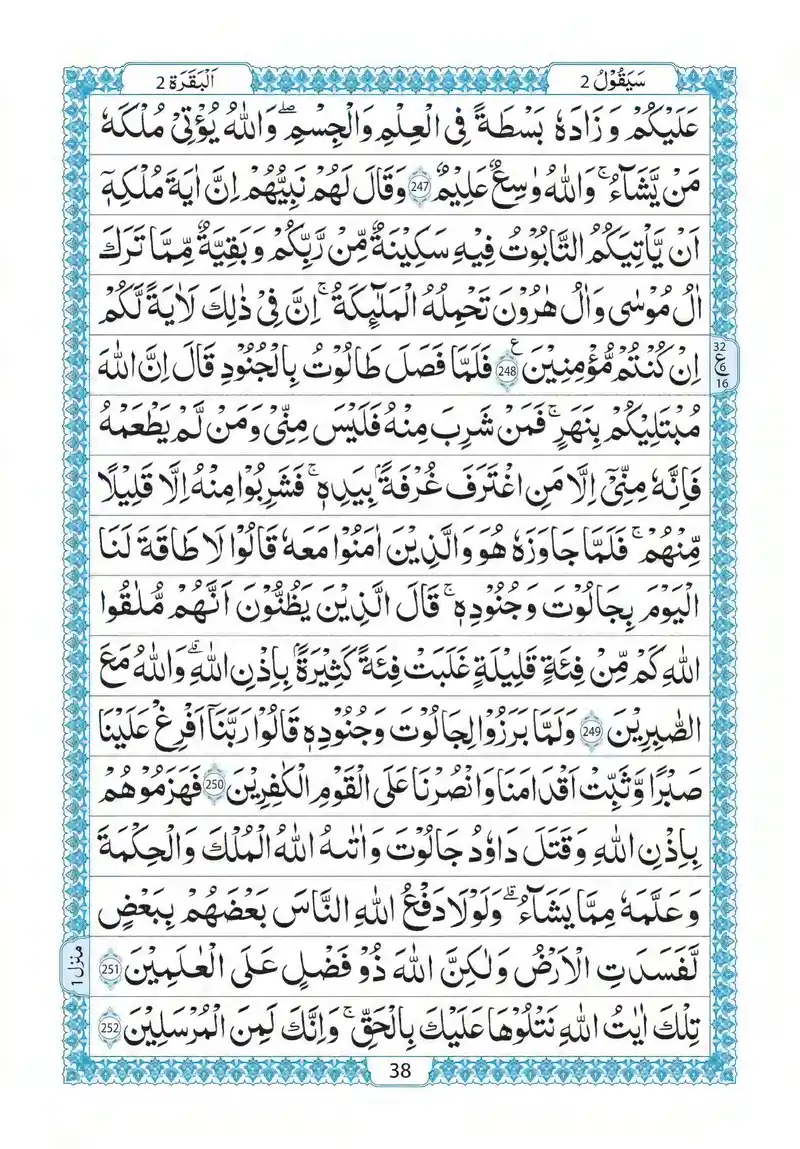 سَيَقُوْلُ 2
اَلْبَقَرَة 2
عَلَيْكُمْ وَزَادَهٗ بَسْطَةً فِی الْعِلْمِ وَالْجِسْمِ ؕ وَاللّٰهُ يُؤْتِیْ مُلْكَهٗ
مَنْ يَّشَآءُ ؕ وَاللّٰهُ وٰسِعٌ عَلِيْمٌ 247 وَقَالَ لَهُمْ نَبِيُّهُمْ اِنَّ اٰيَةَ مُلْكِهٖۤ
اَنْ يَّاْتِيَكُمُ التَّابُوْتُ فِيْهِ سَكِيْنَةٌ مِّنْ رَّبِّكُمْ وَبَقِيَّةٌ مِّمَّا تَرَكَ
اٰلُ مُوْسٰی وَاٰلُ هٰرُوْنَ تَحْمِلُهُ الْمَلٰٓئِكَةُ ۚ اِنَّ فِیْ ذٰلِكَ لَاٰيَةً لَّكُمْ
اِنْ كُنْتُمْ مُّؤْمِنِيْنَ 248 ع فَلَمَّا فَصَلَ طَالُوْتُ بِالْجُنُوْدِ قَالَ اِنَّ اللّٰهَ
32
ع
6
16
مُبْتَلِيْكُمْ بِنَهَرٍ ۚ فَمَنْ شَرِبَ مِنْهُ فَلَيْسَ مِنِّیْ وَمَنْ لَّمْ يَطْعَمْهُ
فَاِنَّهٗ مِنِّیْۤ اِلَّا مَنِ اغْتَرَفَ غُرْفَةًۢ بِيَدِهٖ ۚ فَشَرِبُوْا مِنْهُ اِلَّا قَلِيْلًا
مِّنْهُمْ ۚ فَلَمَّا جَاوَزَهٗ هُوَ وَالَّذِيْنَ اٰمَنُوْا مَعَهٗ قَالُوْا لَا طَاقَةَ لَنَا
الْيَوْمَ بِجَالُوْتَ وَجُنُوْدِهٖ ۚ قَالَ الَّذِيْنَ يَظُنُّوْنَ اَنَّهُمْ مُّلٰقُوا
اللّٰهِ كَمْ مِّنْ فِئَةٍ قَلِيْلَةٍ غَلَبَتْ فِئَةً كَثِيْرَةًۢ بِاِذْنِ اللّٰهِ ؕ وَاللّٰهُ مَعَ
الصّٰبِرِيْنَ 249 وَلَمَّا بَرَزُوْا لِجَالُوْتَ وَجُنُوْدِهٖ قَالُوْا رَبَّنَاۤ اَفْرِغْ عَلَيْنَا
صَبْرًا وَّثَبِّتْ اَقْدَامَنَا وَانْصُرْنَا عَلَی الْقَوْمِ الْكٰفِرِيْنَ 250 فَهَزَمُوْهُمْ
بِاِذْنِ اللّٰهِ وَقَتَلَ دَاوٗدُ جَالُوْتَ وَاٰتٰىهُ اللّٰهُ الْمُلْكَ وَالْحِكْمَةَ
وَعَلَّمَهٗ مِمَّا يَشَآءُ ؕ وَلَوْلَا دَفْعُ اللّٰهِ النَّاسَ بَعْضَهُمْ بِبَعْضٍ
لَّفَسَدَتِ الْاَرْضُ وَلٰكِنَّ اللّٰهَ ذُوْ فَضْلٍ عَلَی الْعٰلَمِيْنَ 251
منزل 1
تِلْكَ اٰيٰتُ اللّٰهِ نَتْلُوْهَا عَلَيْكَ بِالْحَقِّ ؕ وَاِنَّكَ لَمِنَ الْمُرْسَلِيْنَ 252
38